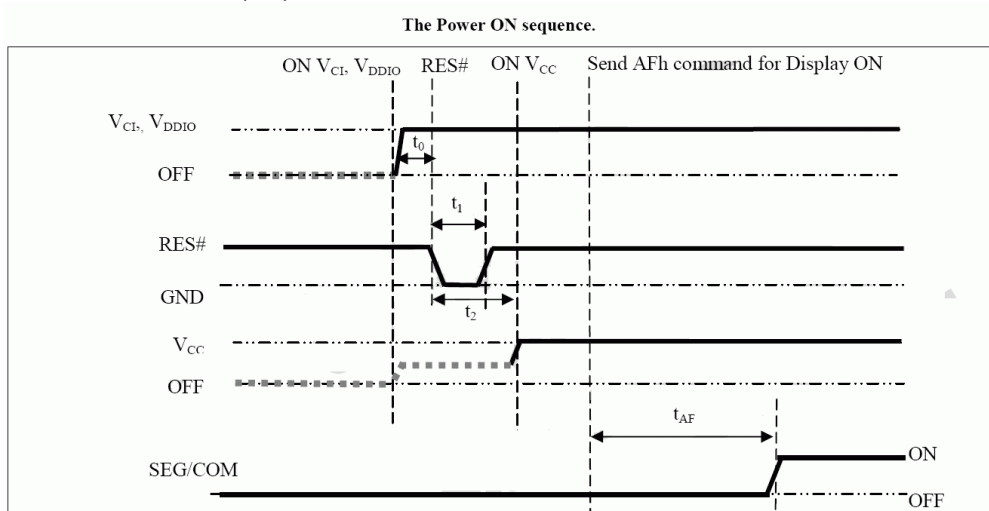 The Power ON sequence.
ON VCI, VDDIO RES# ON VCC Send AFh command for Display ON
VCI, VDDIO
t0
OFF
t1
RES#
GND
t2
VCC
OFF
tAF
ON
SEG/COM
OFF